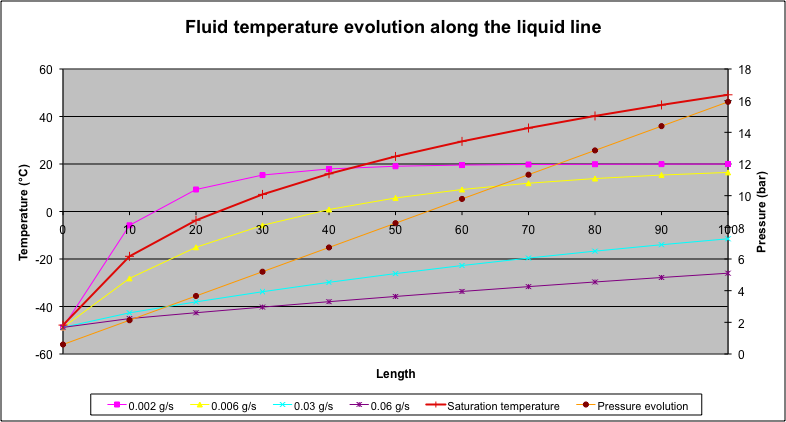 Fluid temperature evolution along the liquid line
60
40
20
0
-20
-40
-60
Temperature (°C)
0 10 20 30 40 50 60 70 80 90 100
18
16
14
12
10
8
6
4
2
0
Pressure (bar)
Length
0.002 g/s 0.006 g/s 0.03 g/s 0.06 g/s Saturation temperature Pressure evolution